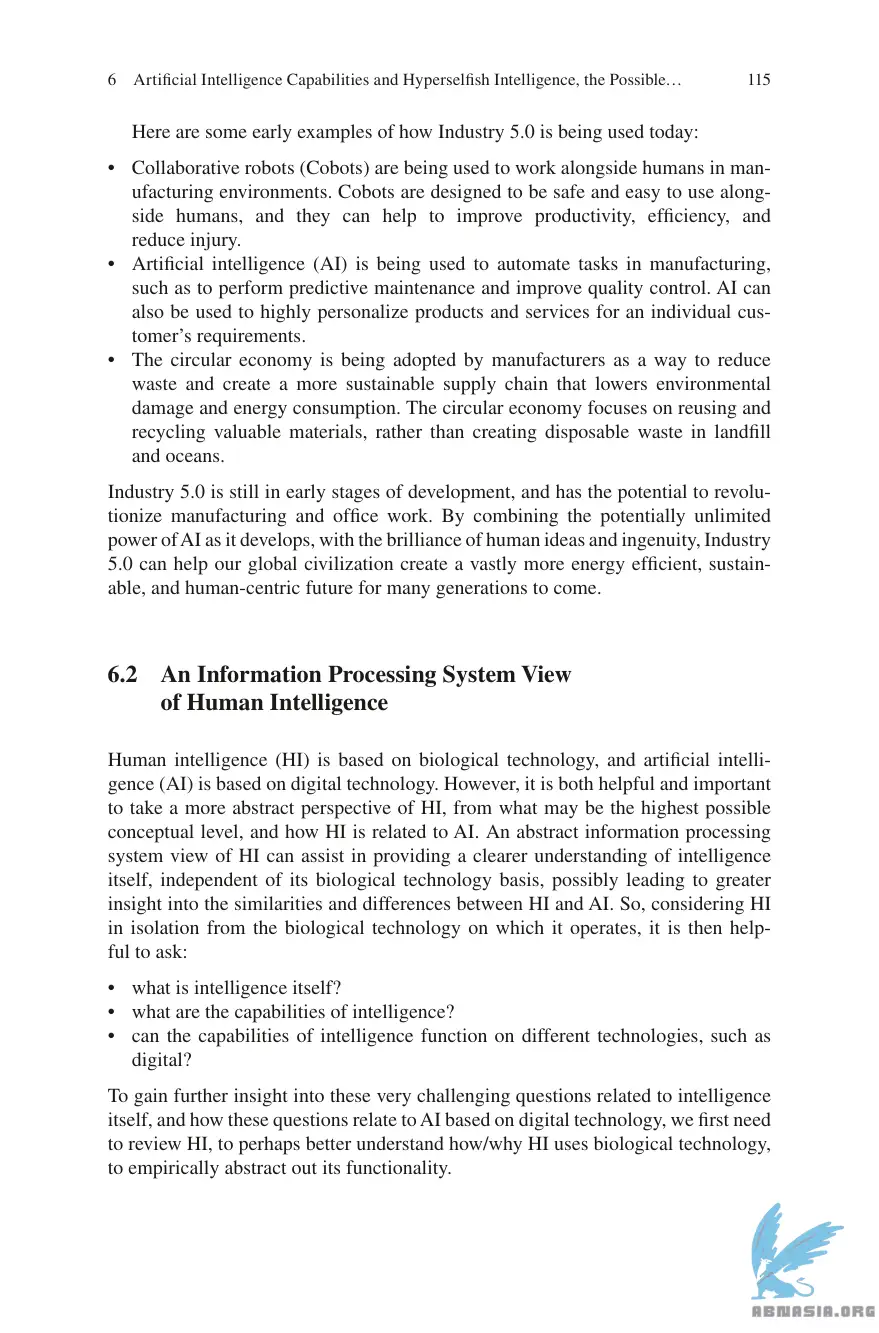 6 Artificial Intelligence Capabilities and Hyperselfish Intelligence, the Possible… 115
Here are some early examples of how Industry 5.0 is being used today:
• Collaborative robots (Cobots) are being used to work alongside humans in man-
ufacturing environments. Cobots are designed to be safe and easy to use along-
side humans, and they can help to improve productivity, efficiency, and
reduce injury.
• Artificial intelligence (AI) is being used to automate tasks in manufacturing,
such as to perform predictive maintenance and improve quality control. AI can
also be used to highly personalize products and services for an individual cus-
tomer’s requirements.
• The circular economy is being adopted by manufacturers as a way to reduce
waste and create a more sustainable supply chain that lowers environmental
damage and energy consumption. The circular economy focuses on reusing and
recycling valuable materials, rather than creating disposable waste in landfill
and oceans.
Industry 5.0 is still in early stages of development, and has the potential to revolu-
tionize manufacturing and office work. By combining the potentially unlimited
power of AI as it develops, with the brilliance of human ideas and ingenuity, Industry
5.0 can help our global civilization create a vastly more energy efficient, sustain-
able, and human-centric future for many generations to come.
6.2 An Information Processing System View
of Human Intelligence
Human intelligence (HI) is based on biological technology, and artificial intelli-
gence (AI) is based on digital technology. However, it is both helpful and important
to take a more abstract perspective of HI, from what may be the highest possible
conceptual level, and how HI is related to AI. An abstract information processing
system view of HI can assist in providing a clearer understanding of intelligence
itself, independent of its biological technology basis, possibly leading to greater
insight into the similarities and differences between HI and AI. So, considering HI
in isolation from the biological technology on which it operates, it is then help-
ful to ask:
• what is intelligence itself?
• what are the capabilities of intelligence?
• can the capabilities of intelligence function on different technologies, such as
digital?
To gain further insight into these very challenging questions related to intelligence
itself, and how these questions relate to AI based on digital technology, we first need
to review HI, to perhaps better understand how/why HI uses biological technology,
to empirically abstract out its functionality.
ABNASIA.ORG